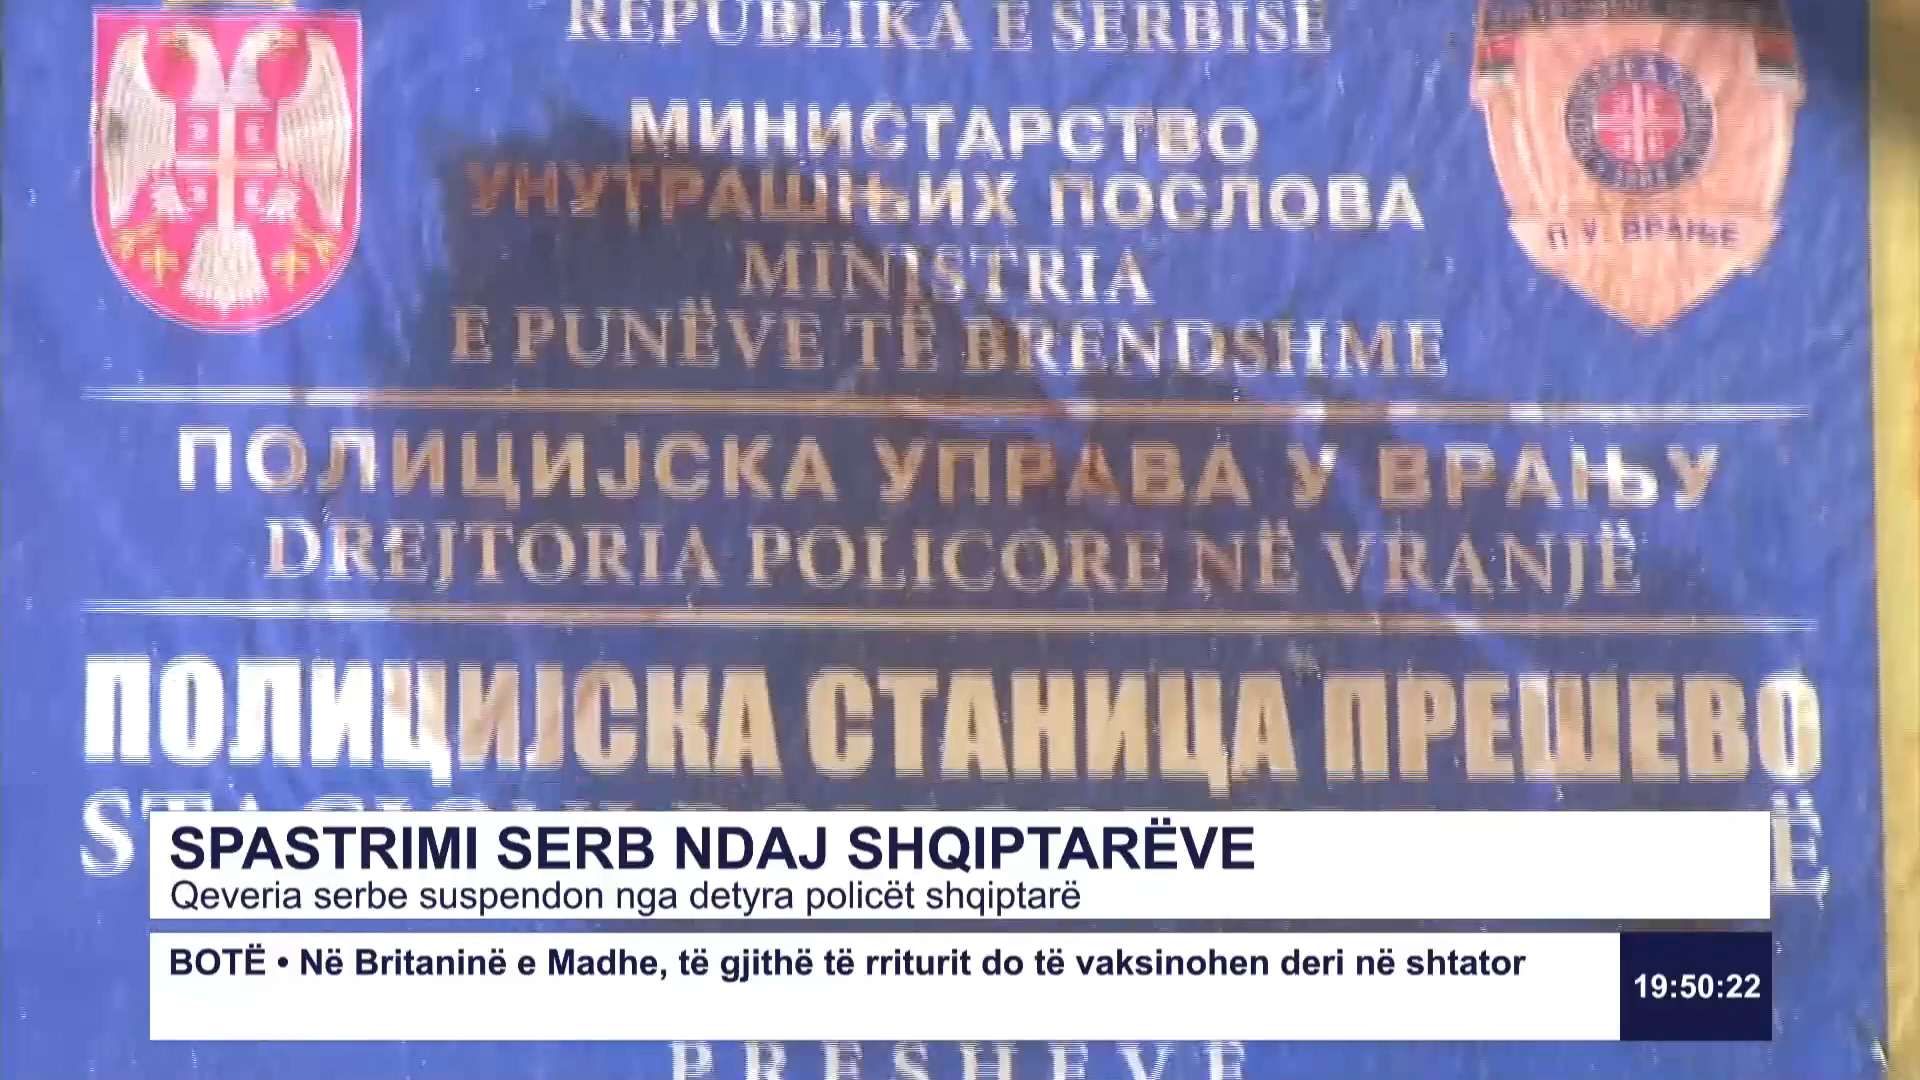 REPUBLIKA E SERBISË
МИНИСТАРСТВО
УНУТРАШЊИХ ПОСЛОВА
П.У. ВРАЊЕ
MINISTRIA
E PUNËVE TË BRENDSHME
ПОЛИЦИЈСКА УПРАВА У ВРАЊУ
DREJTORIA POLICORE NË VRANJË
ПОЛИЦИЈСКА СТАНИЦА ПРЕШЕВО
SPASTRIMI SERB NDAJ SHQIPTARËVE
Qeveria serbe suspendon nga detyra policët shqiptarë
BOTË • Në Britaninë e Madhe, të gjithë të rriturit do të vaksinohen deri në shtator
19:50:22
PRESHEVË